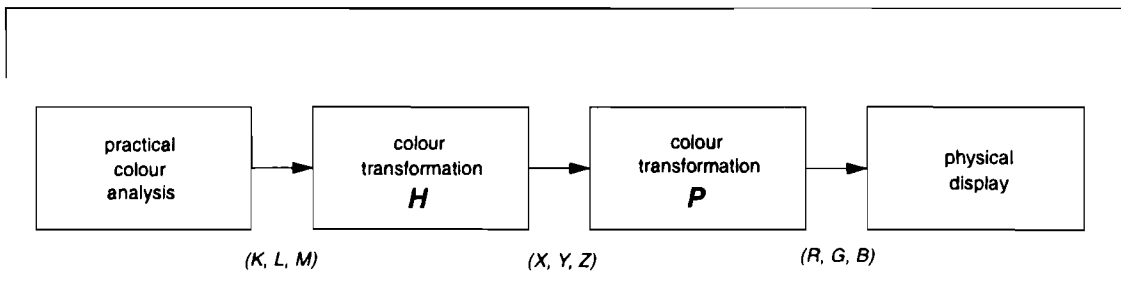 practical
colour
analysis
colour
transformation
H
colour
transformation
P
physical
display
(K, L, M)
(X, Y, Z)
(R, G, B)